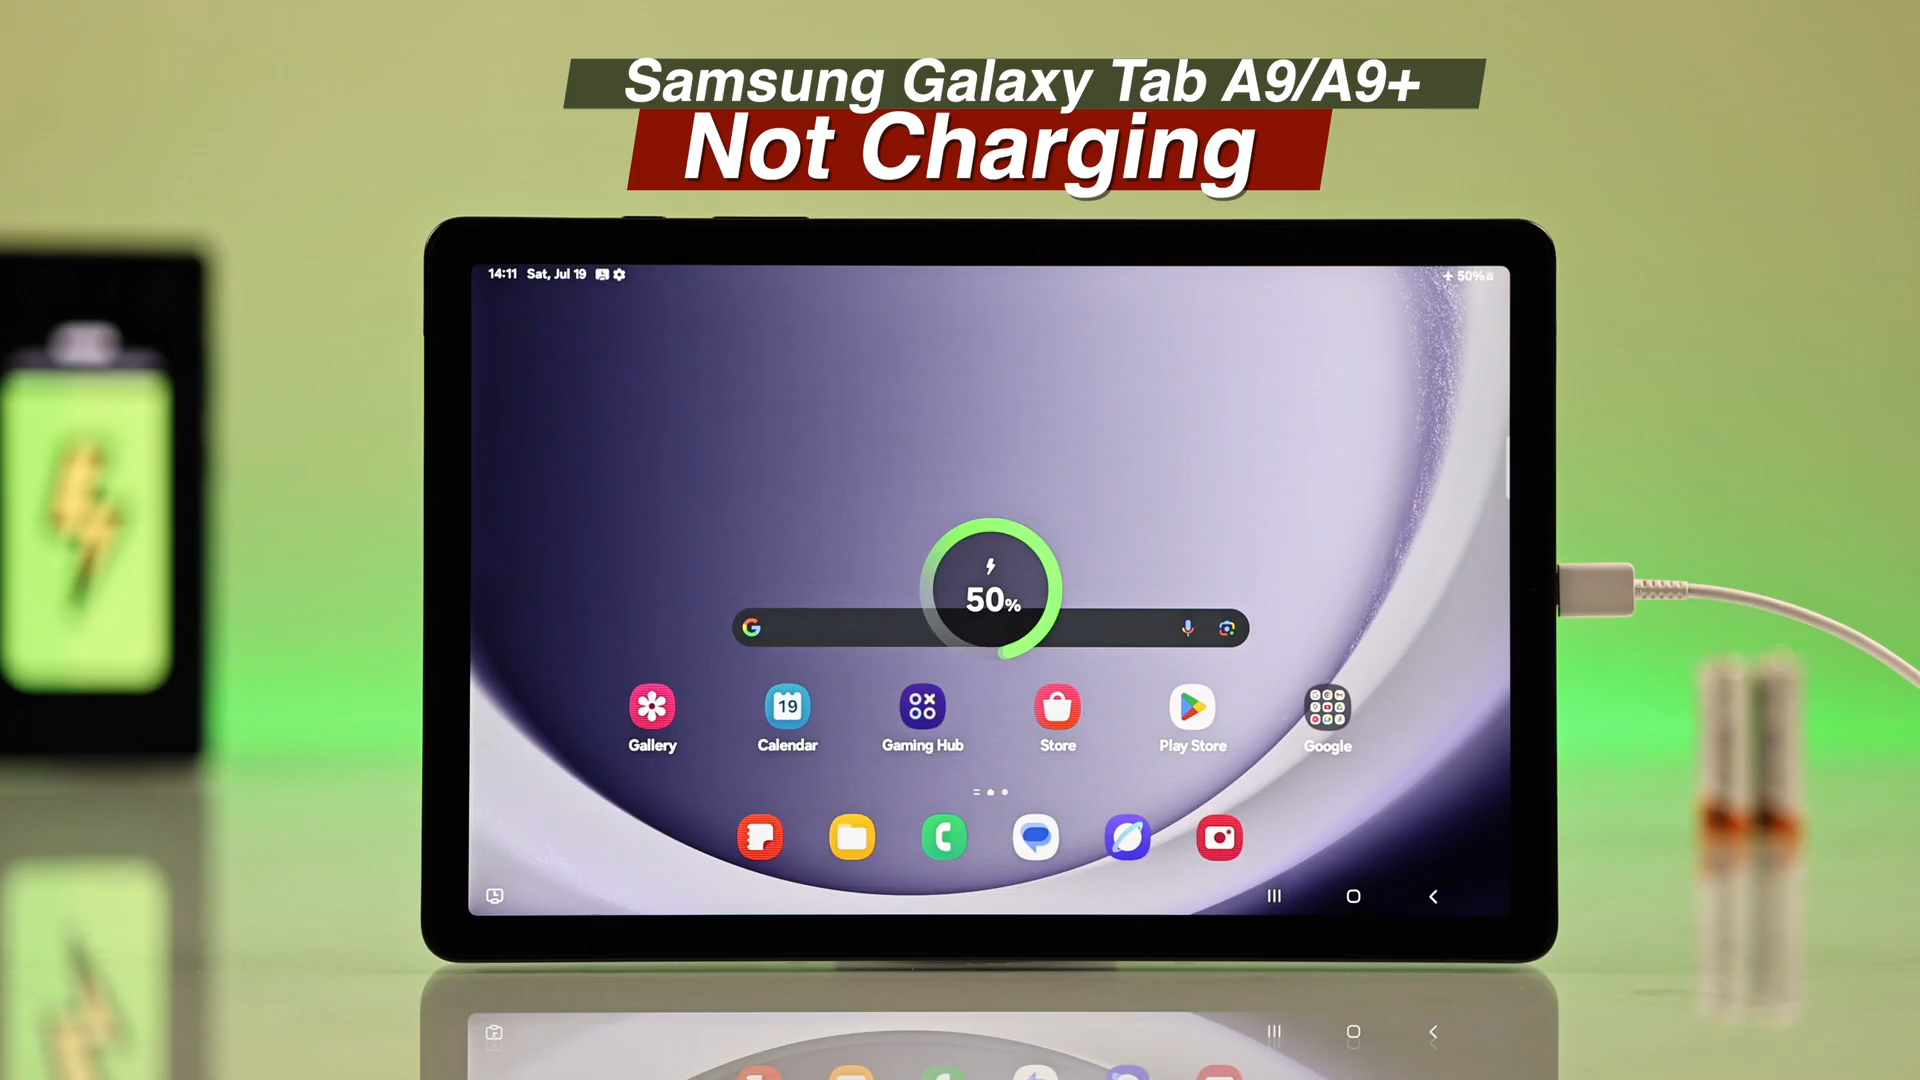 Samsung Galaxy Tab A9/A9+
Not Charging
14:11 Sat, Jul 19
50%
50%
G
19
Gallery
Calendar
Gaming Hub
Store
Play Store
Google